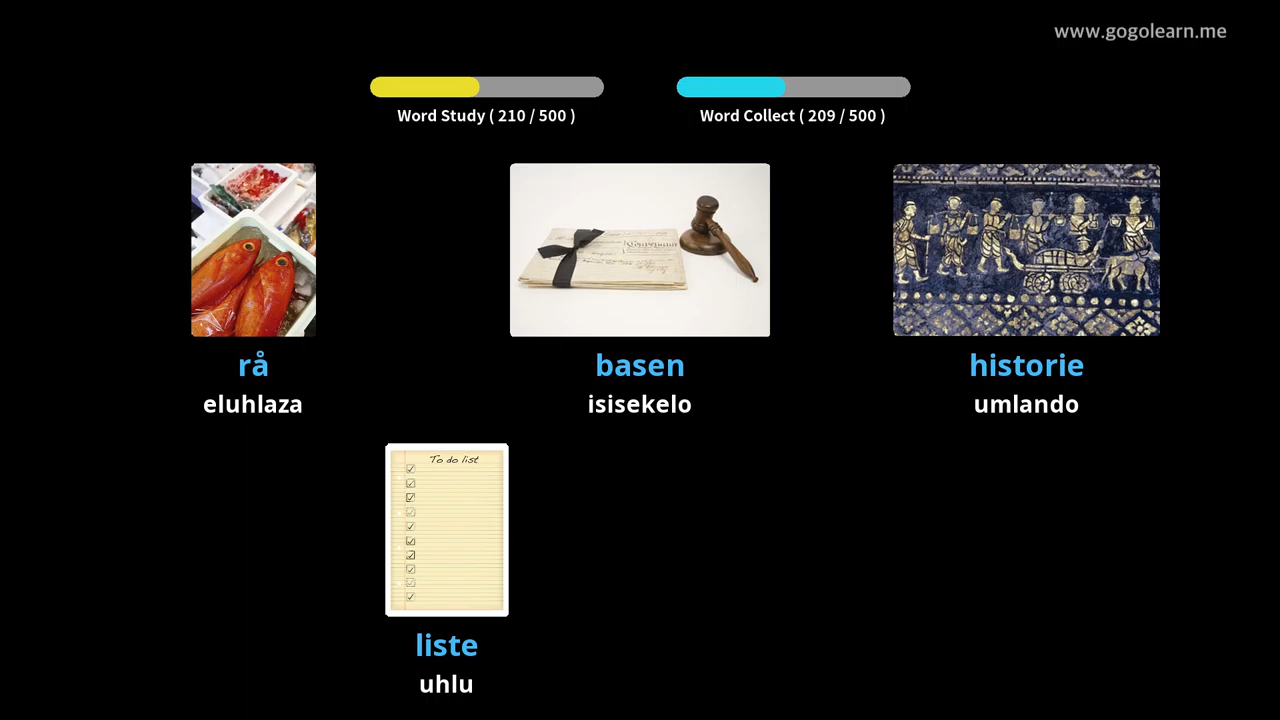 www.gogolearn.me
Word Study ( 210 / 500 )
Word Collect ( 209 / 500 )
rå
eluhlaza
basen
isisekelo
historie
umlando
To do list
liste
uhlu